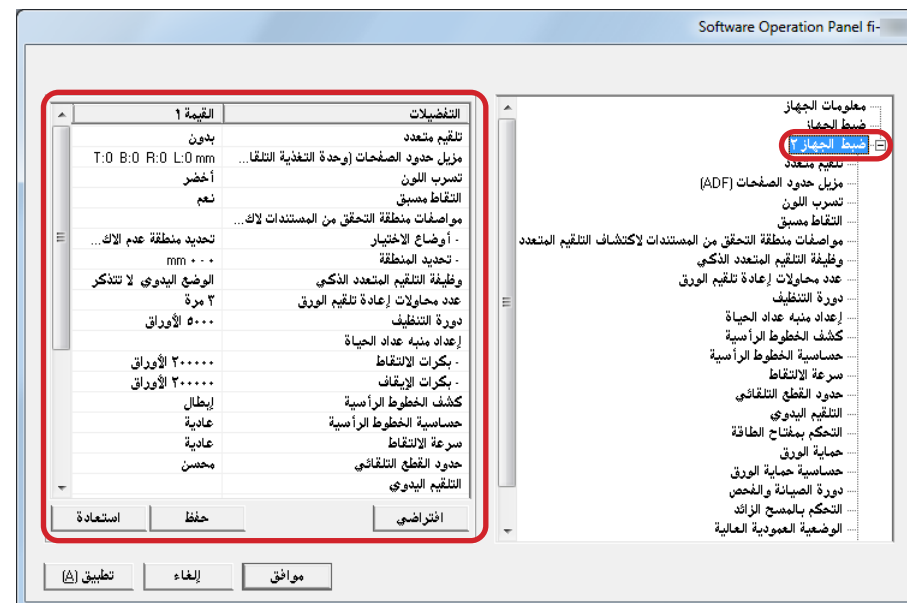 Software Operation Panel fi-
معلومات الجهاز
ضبط الجهاز
ضبط الجهاز ٢
تلقيم متعدد
مزيل حدود الصفحات (ADF)
تسرب اللون
التقاط مسبق
مواصفات منطقة التحقق من المستندات لاكتشاف التلقيم المتعدد
وظيفة التلقيم المتعدد الذكي
عدد محاولات إعادة تلقيم الورق
دورة التنظيف
إعداد منبه عداد الحياة
كشف الخطوط الرأسية
حساسية الخطوط الرأسية
سرعة الالتقاط
حدود القطع التلقائي
التلقيم اليدوي
التحكم بمفتاح الطاقة
حماية الورق
حساسية حماية الورق
دورة الصيانة والفحص
التحكم بالمسح الزائد
الوضعية العمودية العالية
التفضيلات القيمة ١
تلقيم متعدد بدون
مزيل حدود الصفحات (وحدة التغذية التلقا... T:0 B:0 R:0 L:0 mm
تسرب اللون أخضر
التقاط مسبق نعم
مواصفات منطقة التحقق من المستندات لاك...
- أوضاع الاختيار تحديد منطقة عدم الاك...
- تحديد المنطقة ٠ ٠ ٠ mm
وظيفة التلقيم المتعدد الذكي الوضع اليدوي لا تتذكر
عدد محاولات إعادة تلقيم الورق ٣ مرة
دورة التنظيف ٥٠٠٠ الأوراق
إعداد منبه عداد الحياة
- بكرات الالتقاط ٢٠٠٠٠٠ الأوراق
- بكرات الإيقاف ٢٠٠٠٠٠ الأوراق
كشف الخطوط الرأسية إبطال
حساسية الخطوط الرأسية عادية
سرعة الالتقاط عادية
حدود القطع التلقائي محسن
التلقيم اليدوي
افتراضي حفظ استعادة
موافق إلغاء تطبيق (A)